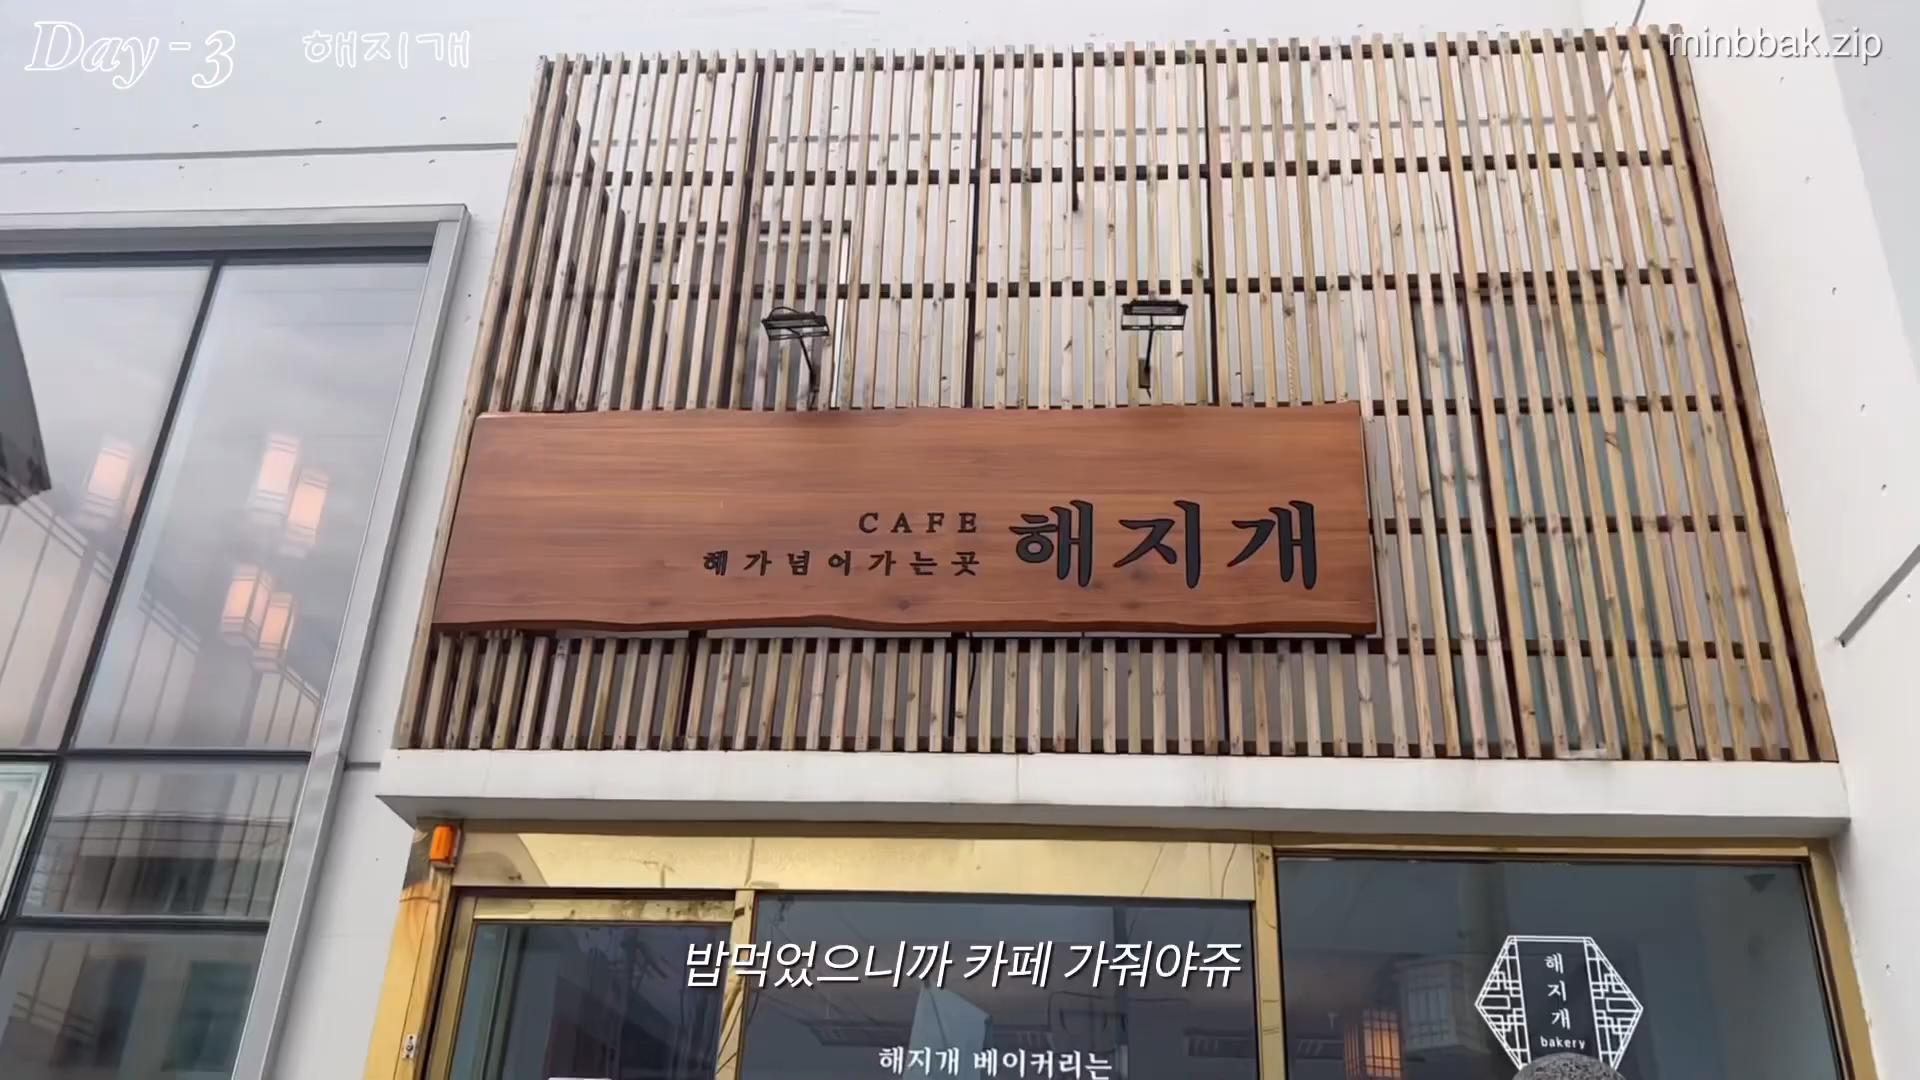 Day-3 해지개
minbbak.zip
CAFE
해가넘어가는곳
해지개
밥먹었으니까 카페 가줘야쥬
해지개
bakery
해지개 베이커리는